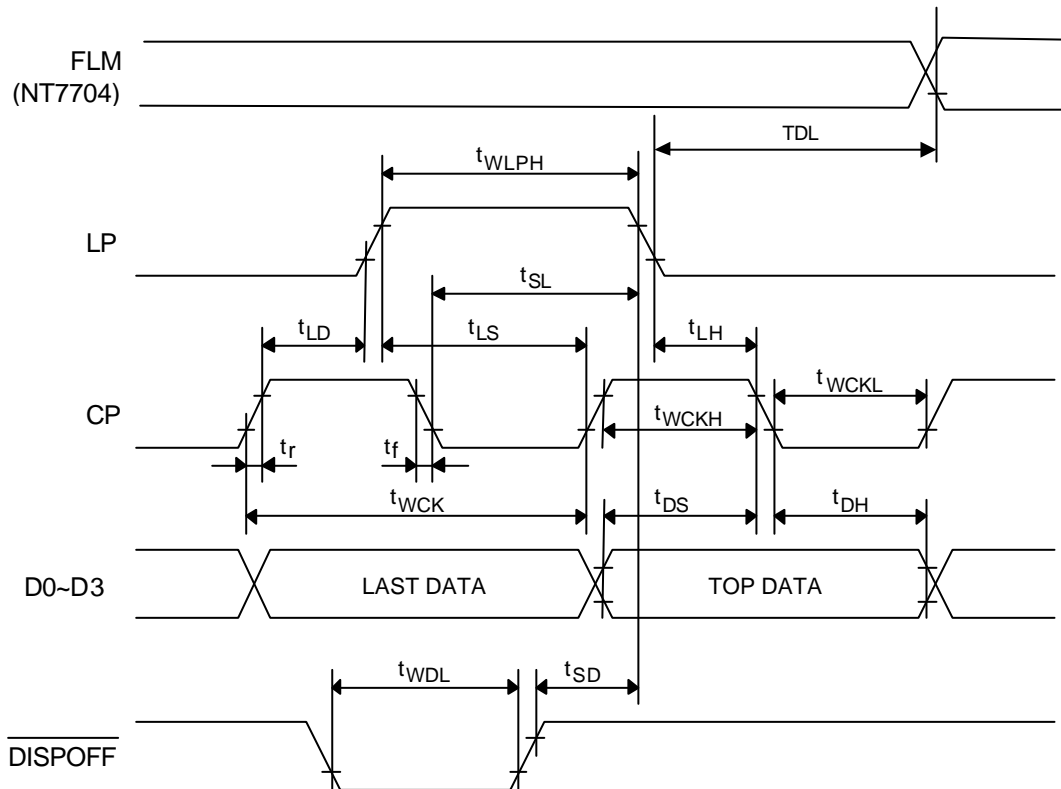 FLM
(NT7704)
TDL
tWLPH
LP
tSL
tLD
tLS
tLH
tWCKL
CP
tWCKH
tr
tf
tWCK
tDS
tDH
D0~D3
LAST DATA
TOP DATA
tWDL
tSD
DISPOFF